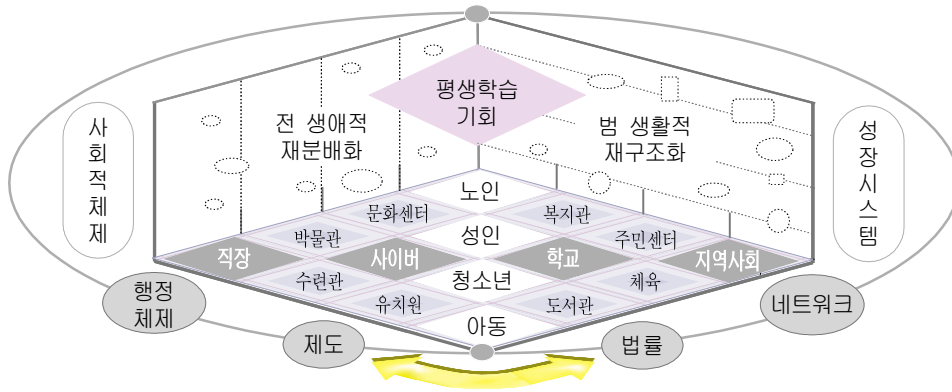 평생학습
기회
전 생애적
재분배화
범 생활적
재구조화
사회적체제
성장시스템
노인
문화센터
복지관
박물관
성인
주민센터
직장
사이버
학교
지역사회
수련관
청소년
체육
유치원
도서관
아동
행정
체제
제도
법률
네트워크